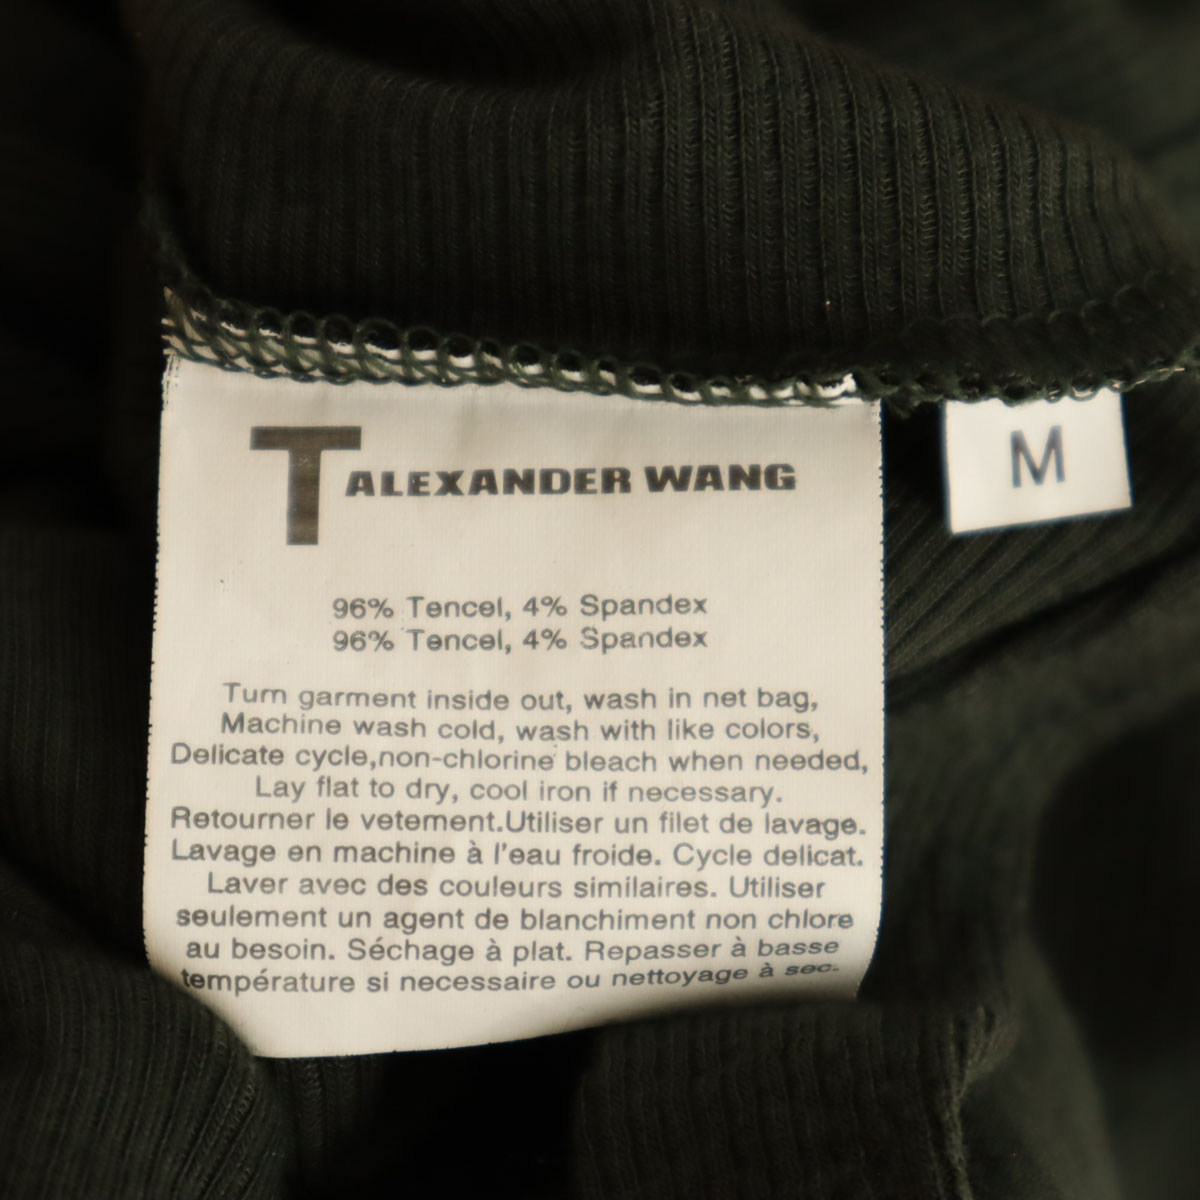 T ALEXANDER WANG
M
96% Tencel, 4% Spandex
96% Tencel, 4% Spandex
Turn garment inside out, wash in net bag,
Machine wash cold, wash with like colors,
Delicate cycle,non-chlorine bleach when needed,
Lay flat to dry, cool iron if necessary.
Retourner le vetement.Utiliser un filet de lavage.
Lavage en machine à l'eau froide. Cycle delicat.
Laver avec des couleurs similaires. Utiliser
seulement un agent de blanchiment non chlore
au besoin. Séchage à plat. Repasser à basse
température si necessaire ou nettoyage à sec.